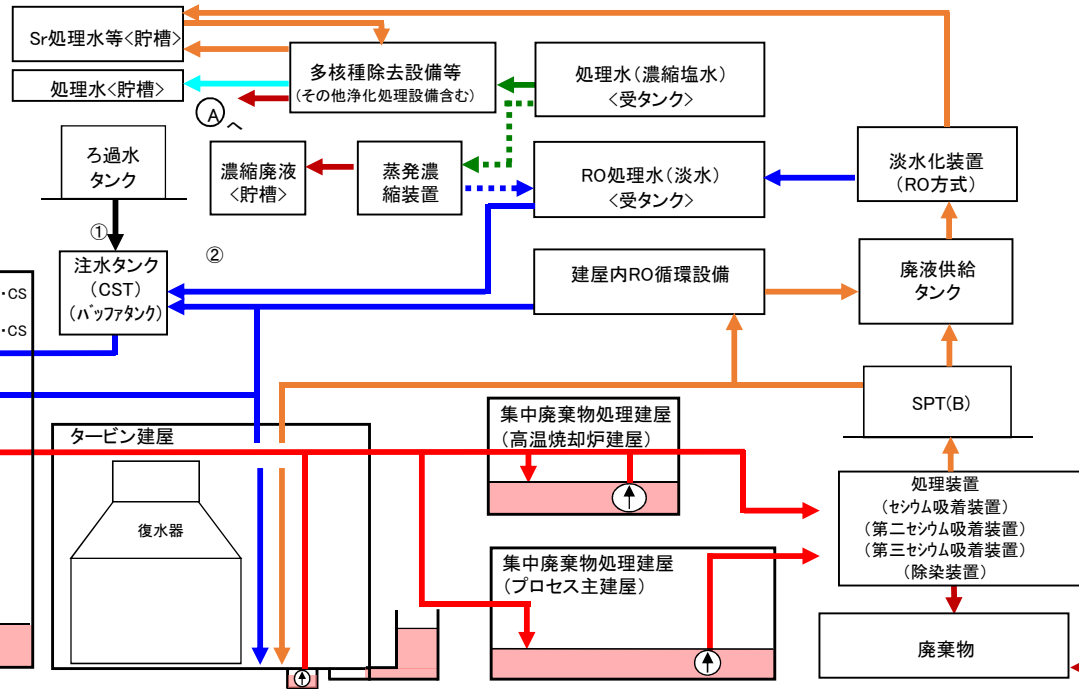 Sr処理水等<貯槽>
処理水<貯槽>
多核種除去設備等
(その他浄化処理設備含む)
処理水(濃縮塩水)
<受タンク>
Aへ
ろ過水
タンク
濃縮廃液
<貯槽>
蒸発濃
縮装置
RO処理水(淡水)
<受タンク>
淡水化装置
(RO方式)
①
②
注水タンク
(CST)
(バッファタンク)
建屋内RO循環設備
廃液供給
タンク
・CS
・CS
SPT(B)
タービン建屋
復水器
集中廃棄物処理建屋
(高温焼却炉建屋)
集中廃棄物処理建屋
(プロセス主建屋)
処理装置
(セシウム吸着装置)
(第二セシウム吸着装置)
(第三セシウム吸着装置)
(除染装置)
廃棄物